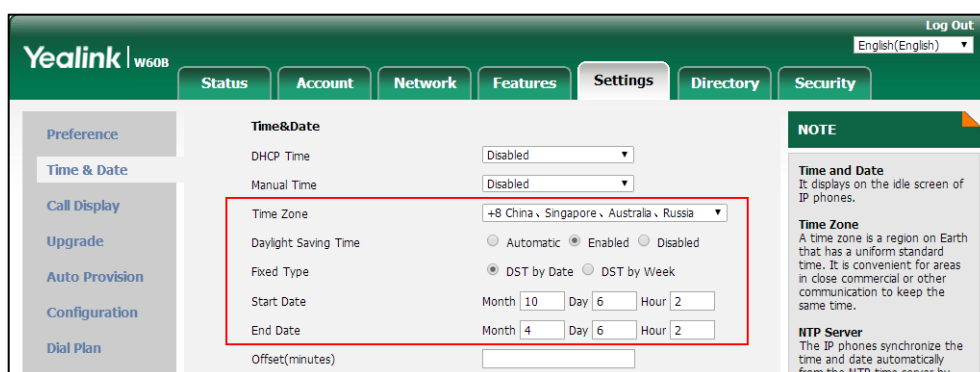 Log Out
English(English)
Yealink | W60B
Status Account Network Features Settings Directory Security
Preference
Time & Date
Call Display
Upgrade
Auto Provision
Configuration
Dial Plan
Time&Date
DHCP Time Disabled
Manual Time Disabled
Time Zone +8 China、Singapore、Australia、Russia
Daylight Saving Time Automatic Enabled Disabled
Fixed Type DST by Date DST by Week
Start Date Month 10 Day 6 Hour 2
End Date Month 4 Day 6 Hour 2
Offset(minutes)
NOTE
Time and Date
It displays on the idle screen of
IP phones.
Time Zone
A time zone is a region on Earth
that has a uniform standard
time. It is convenient for areas
in close commercial or other
communication to keep the
same time.
NTP Server
The IP phones synchronize the
time and date automatically
from the NTP time server by